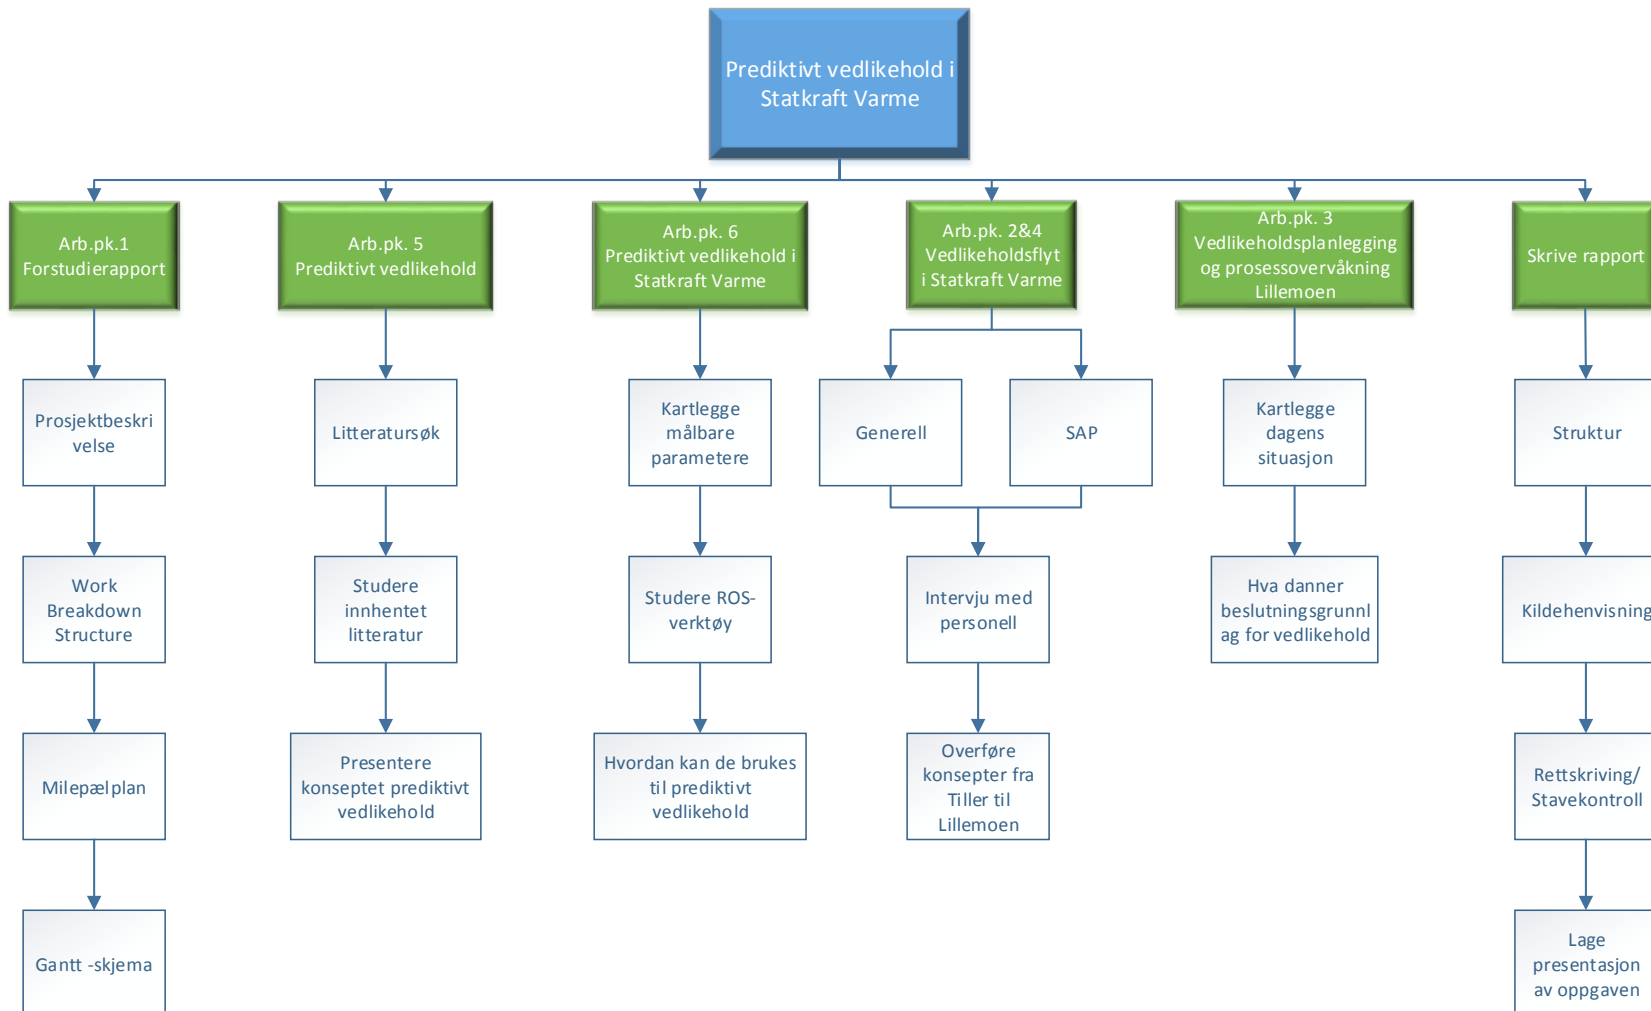 Prediktivt vedlikehold i
Statkraft Varme
Arb.pk.1
Forstudierapport
Arb.pk. 5
Prediktivt vedlikehold
Arb.pk. 6
Prediktivt vedlikehold i
Statkraft Varme
Arb.pk. 2&4
Vedlikeholdsflyt
i Statkraft Varme
Arb.pk. 3
Vedlikeholdsplanlegging
og prosessovervåkning
Lillemoen
Skrive rapport
Prosjektbeskri
velse
Litteratursøk
Kartlegge
målbare
parametere
Generell
SAP
Kartlegge
dagens
situasjon
Struktur
Work
Breakdown
Structure
Studere
innhentet
litteratur
Studere ROS-
verktøy
Intervju med
personell
Hva danner
beslutningsgrunnl
ag for vedlikehold
Kildehenvisning
Milepælplan
Presentere
konseptet prediktivt
vedlikehold
Hvordan kan de brukes
til prediktivt
vedlikehold
Overføre
konsepter fra
Tiller til
Lillemoen
Rettskriving/
Stavekontroll
Gantt -skjema
Lage
presentasjon
av oppgaven